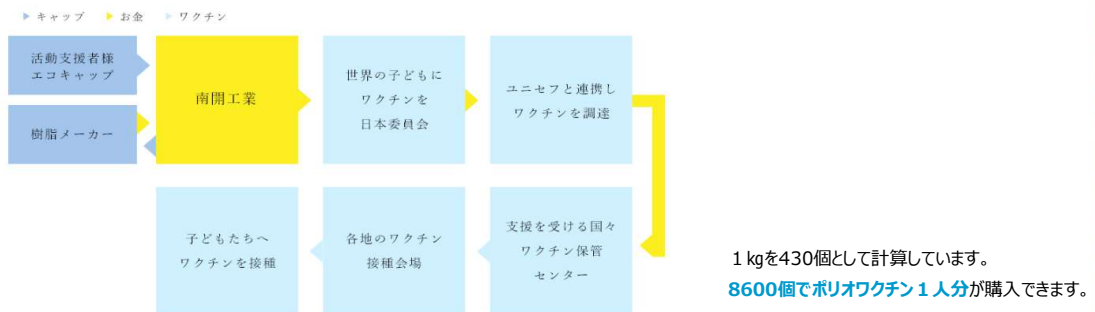 ▶ キャップ ▶ お金 ▶ ワクチン
活動支援者様
エコキャップ
樹脂メーカー
南開工業
世界の子どもに
ワクチンを
日本委員会
ユニセフと連携し
ワクチンを調達
支援を受ける国々
ワクチン保管
センター
各地のワクチン
接種会場
子どもたちへ
ワクチンを接種
1㎏を430個として計算しています。
8600個でポリオワクチン1人分が購入できます。